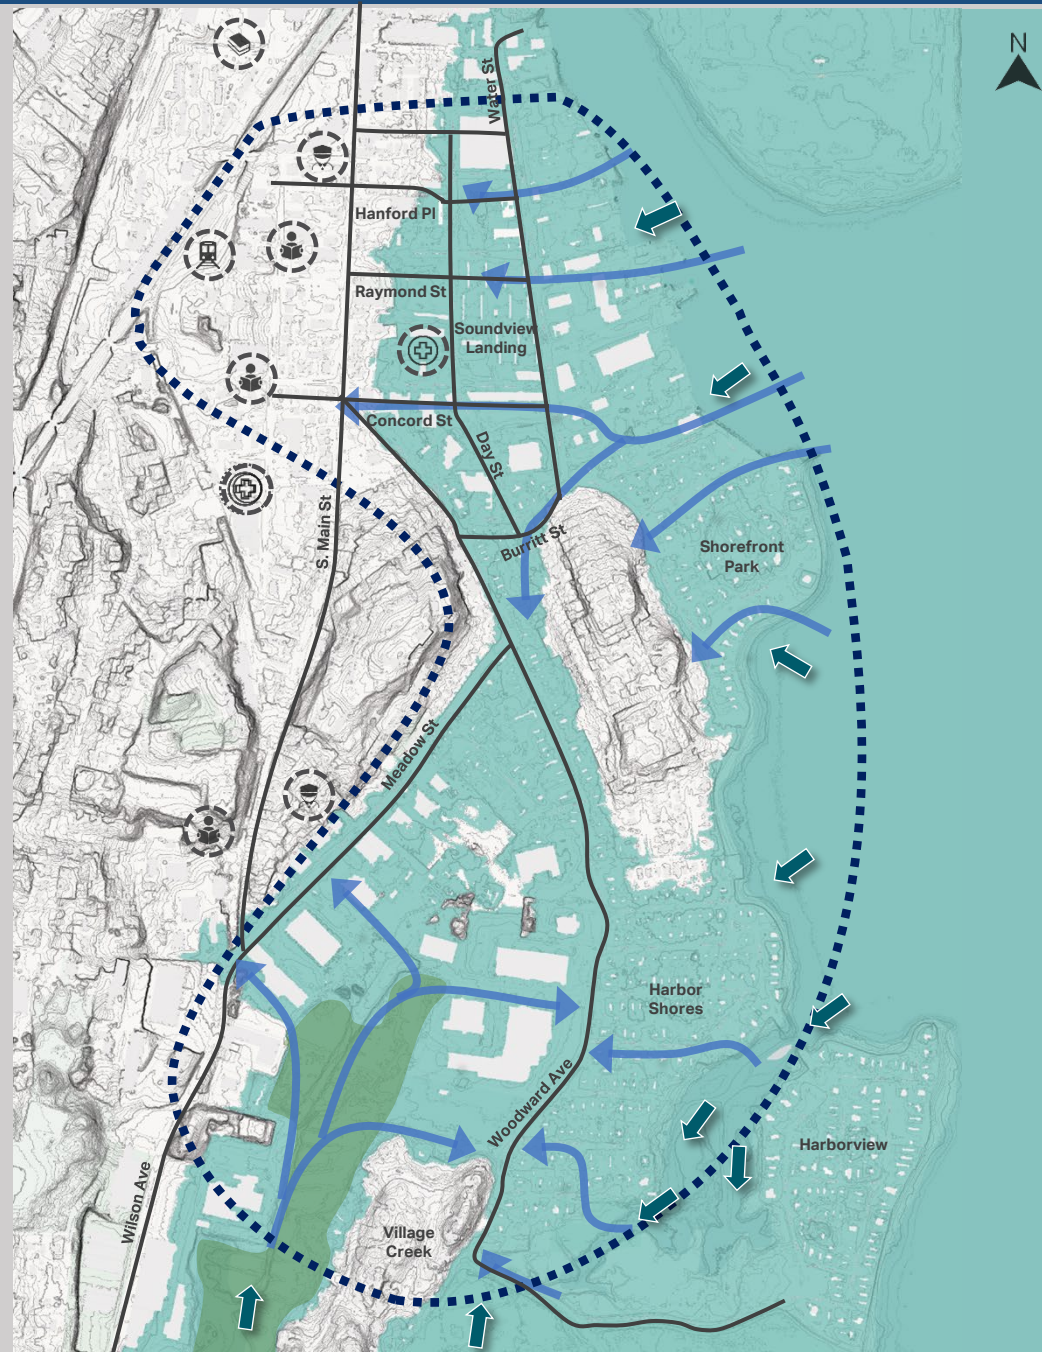 N
Water St
Hanford Pl
Raymond St
Soundview
Landing
Concord St
Day St
S. Main St
Burritt St
Shorefront
Park
Meadow St
Harbor
Shores
Woodward Ave
Harborview
Wilson Ave
Village
Creek